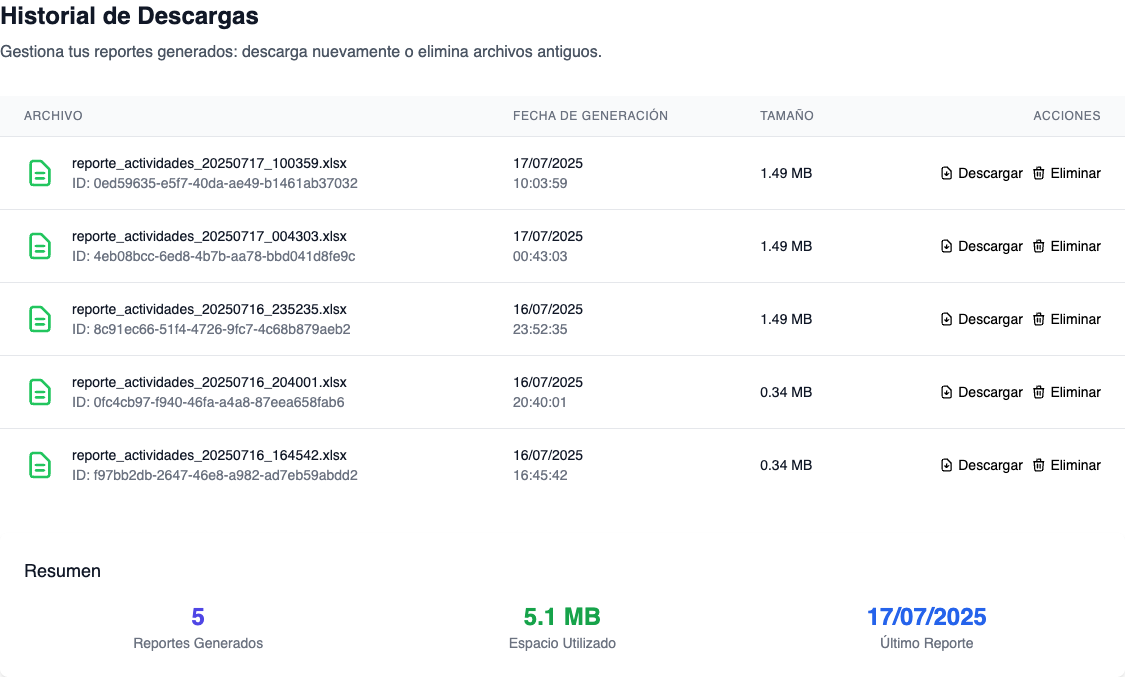 Historial de Descargas
Gestiona tus reportes generados: descarga nuevamente o elimina archivos antiguos.
ARCHIVO FECHA DE GENERACIÓN TAMAÑO ACCIONES
reporte_actividades_20250717_100359.xlsx 17/07/2025
ID: 0ed59635-e5f7-40da-ae49-b1461ab37032 10:03:59
1.49 MB Descargar Eliminar
reporte_actividades_20250717_004303.xlsx 17/07/2025
ID: 4eb08bcc-6ed8-4b7b-aa78-bbd041d8fe9c 00:43:03
1.49 MB Descargar Eliminar
reporte_actividades_20250716_235235.xlsx 16/07/2025
ID: 8c91ec66-51f4-4726-9fc7-4c68b879aeb2 23:52:35
1.49 MB Descargar Eliminar
reporte_actividades_20250716_204001.xlsx 16/07/2025
ID: 0fc4cb97-f940-46fa-a4a8-87eea658fab6 20:40:01
0.34 MB Descargar Eliminar
reporte_actividades_20250716_164542.xlsx 16/07/2025
ID: f97bb2db-2647-46e8-a982-ad7eb59abdd2 16:45:42
0.34 MB Descargar Eliminar
Resumen
5 5.1 MB 17/07/2025
Reportes Generados Espacio Utilizado Último Reporte